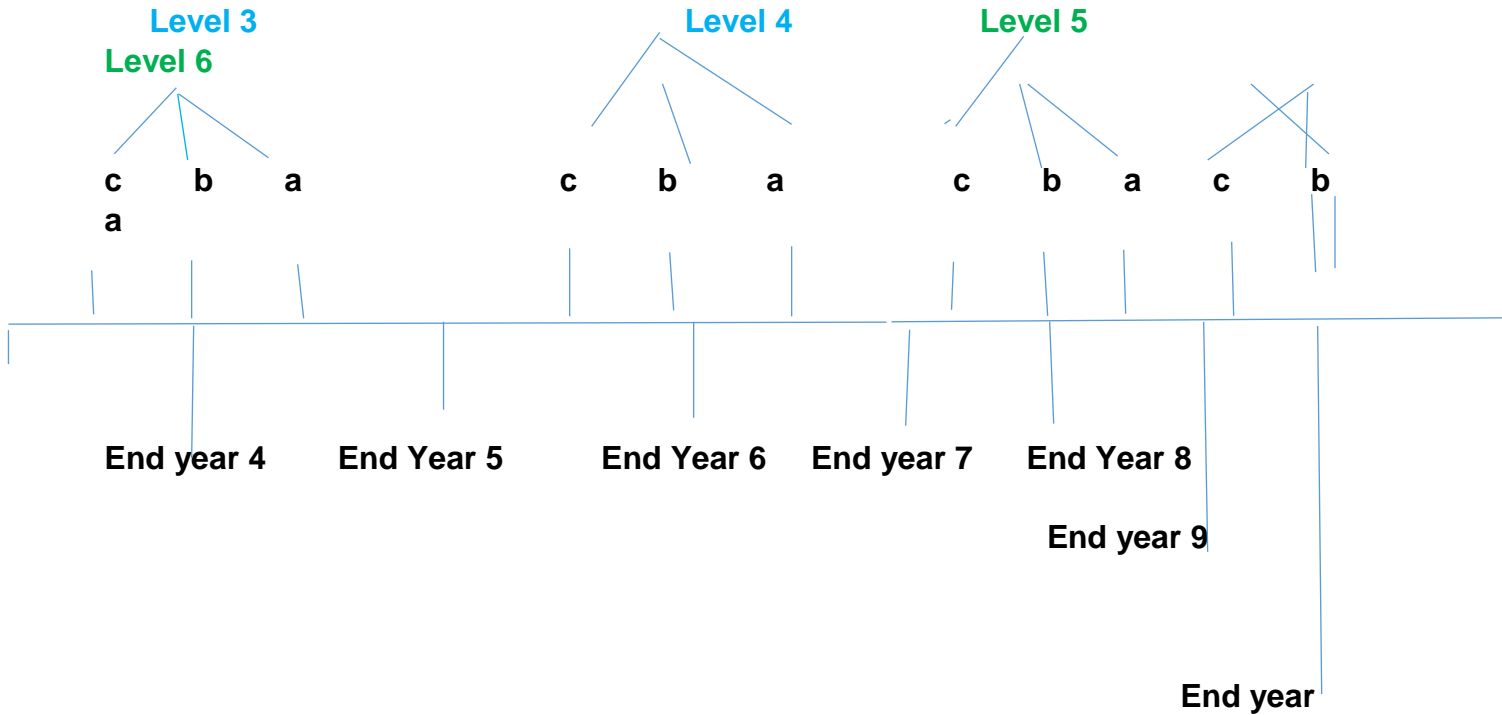 Level 3 Level 4 Level 5
Level 6
c b a c b a c b a c b
a
End year 4 End Year 5 End Year 6 End year 7 End Year 8
End year 9
End year